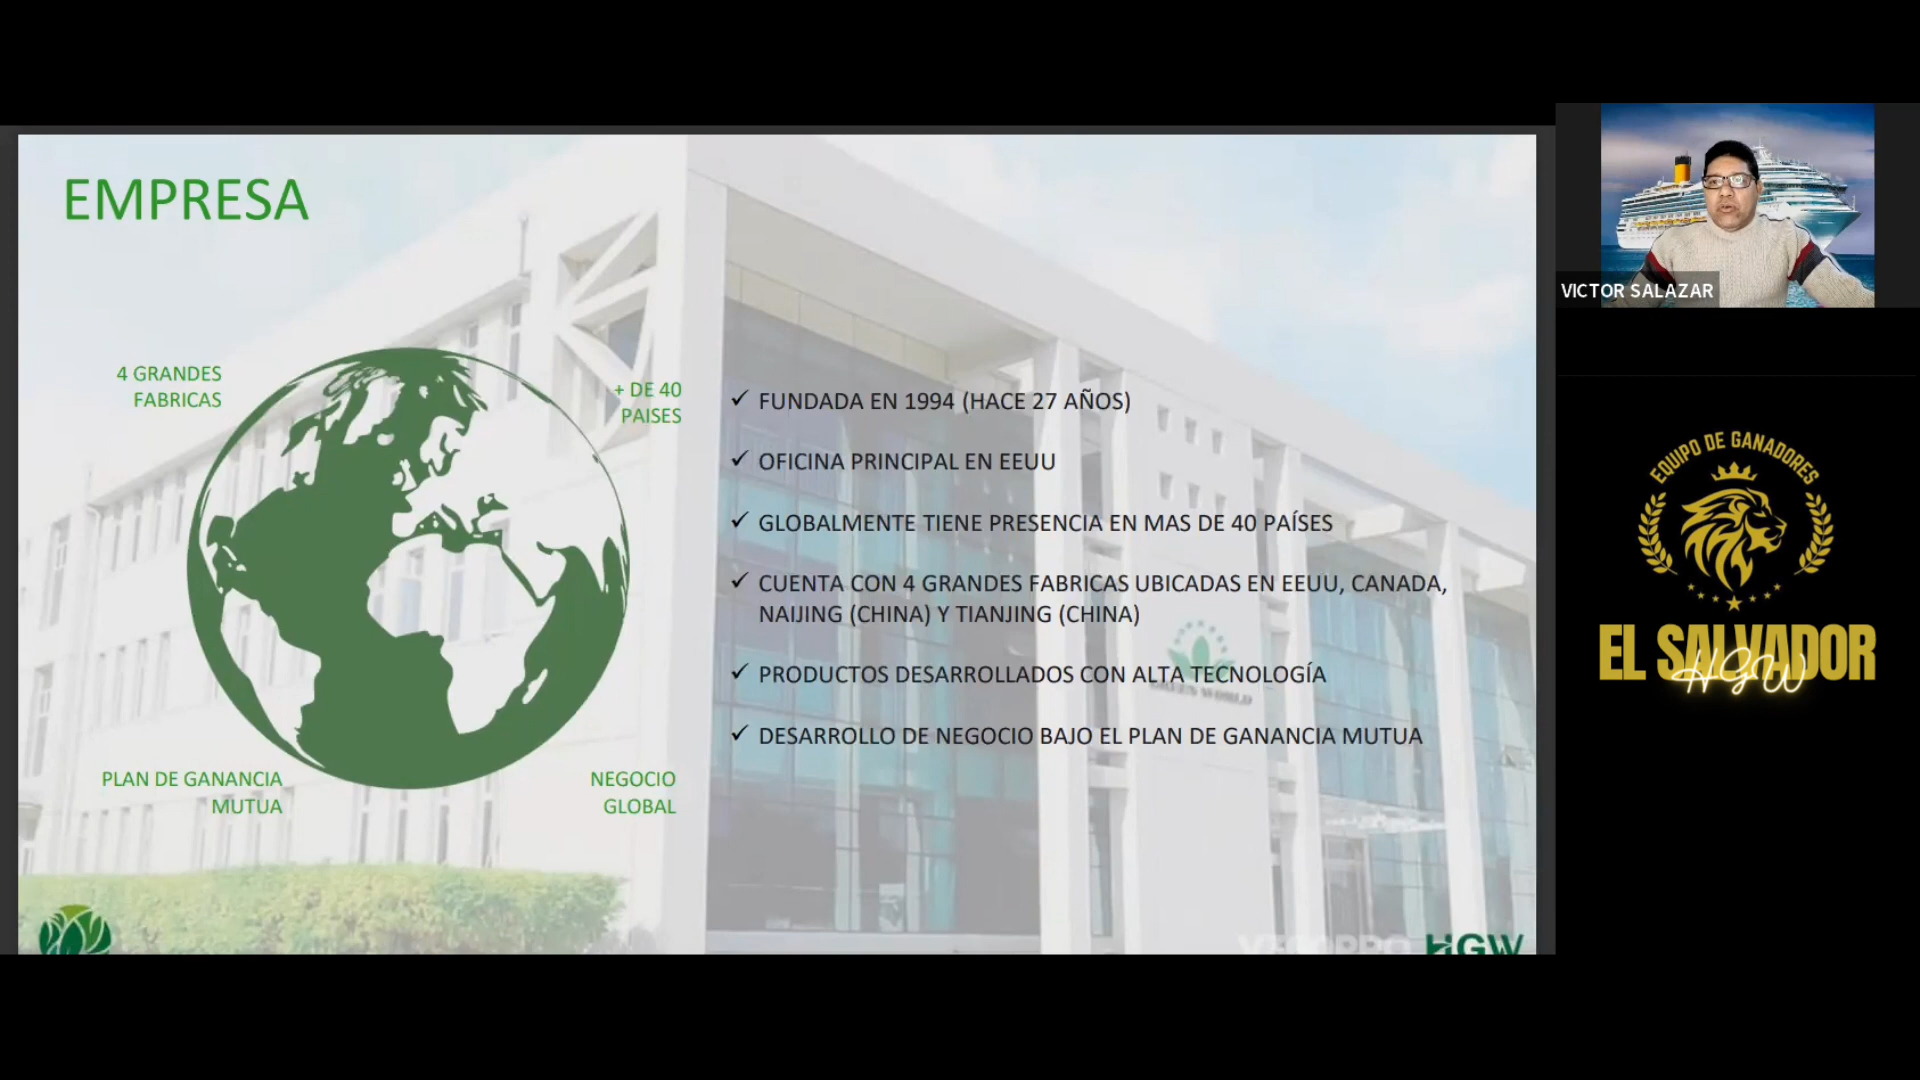 EMPRESA
4 GRANDES
FABRICAS
+ DE 40
PAISES
PLAN DE GANANCIA
MUTUA
NEGOCIO
GLOBAL
✓ FUNDADA EN 1994 (HACE 27 AÑOS)
✓ OFICINA PRINCIPAL EN EEUU
✓ GLOBALMENTE TIENE PRESENCIA EN MAS DE 40 PAÍSES
✓ CUENTA CON 4 GRANDES FABRICAS UBICADAS EN EEUU, CANADA,
NAIJING (CHINA) Y TIANJING (CHINA)
✓ PRODUCTOS DESARROLLADOS CON ALTA TECNOLOGÍA
GREEN WORLD
✓ DESARROLLO DE NEGOCIO BAJO EL PLAN DE GANANCIA MUTUA
HGW
VICTOR SALAZAR
EQUIPO DE GANADORES
EL SALVADOR
HGW